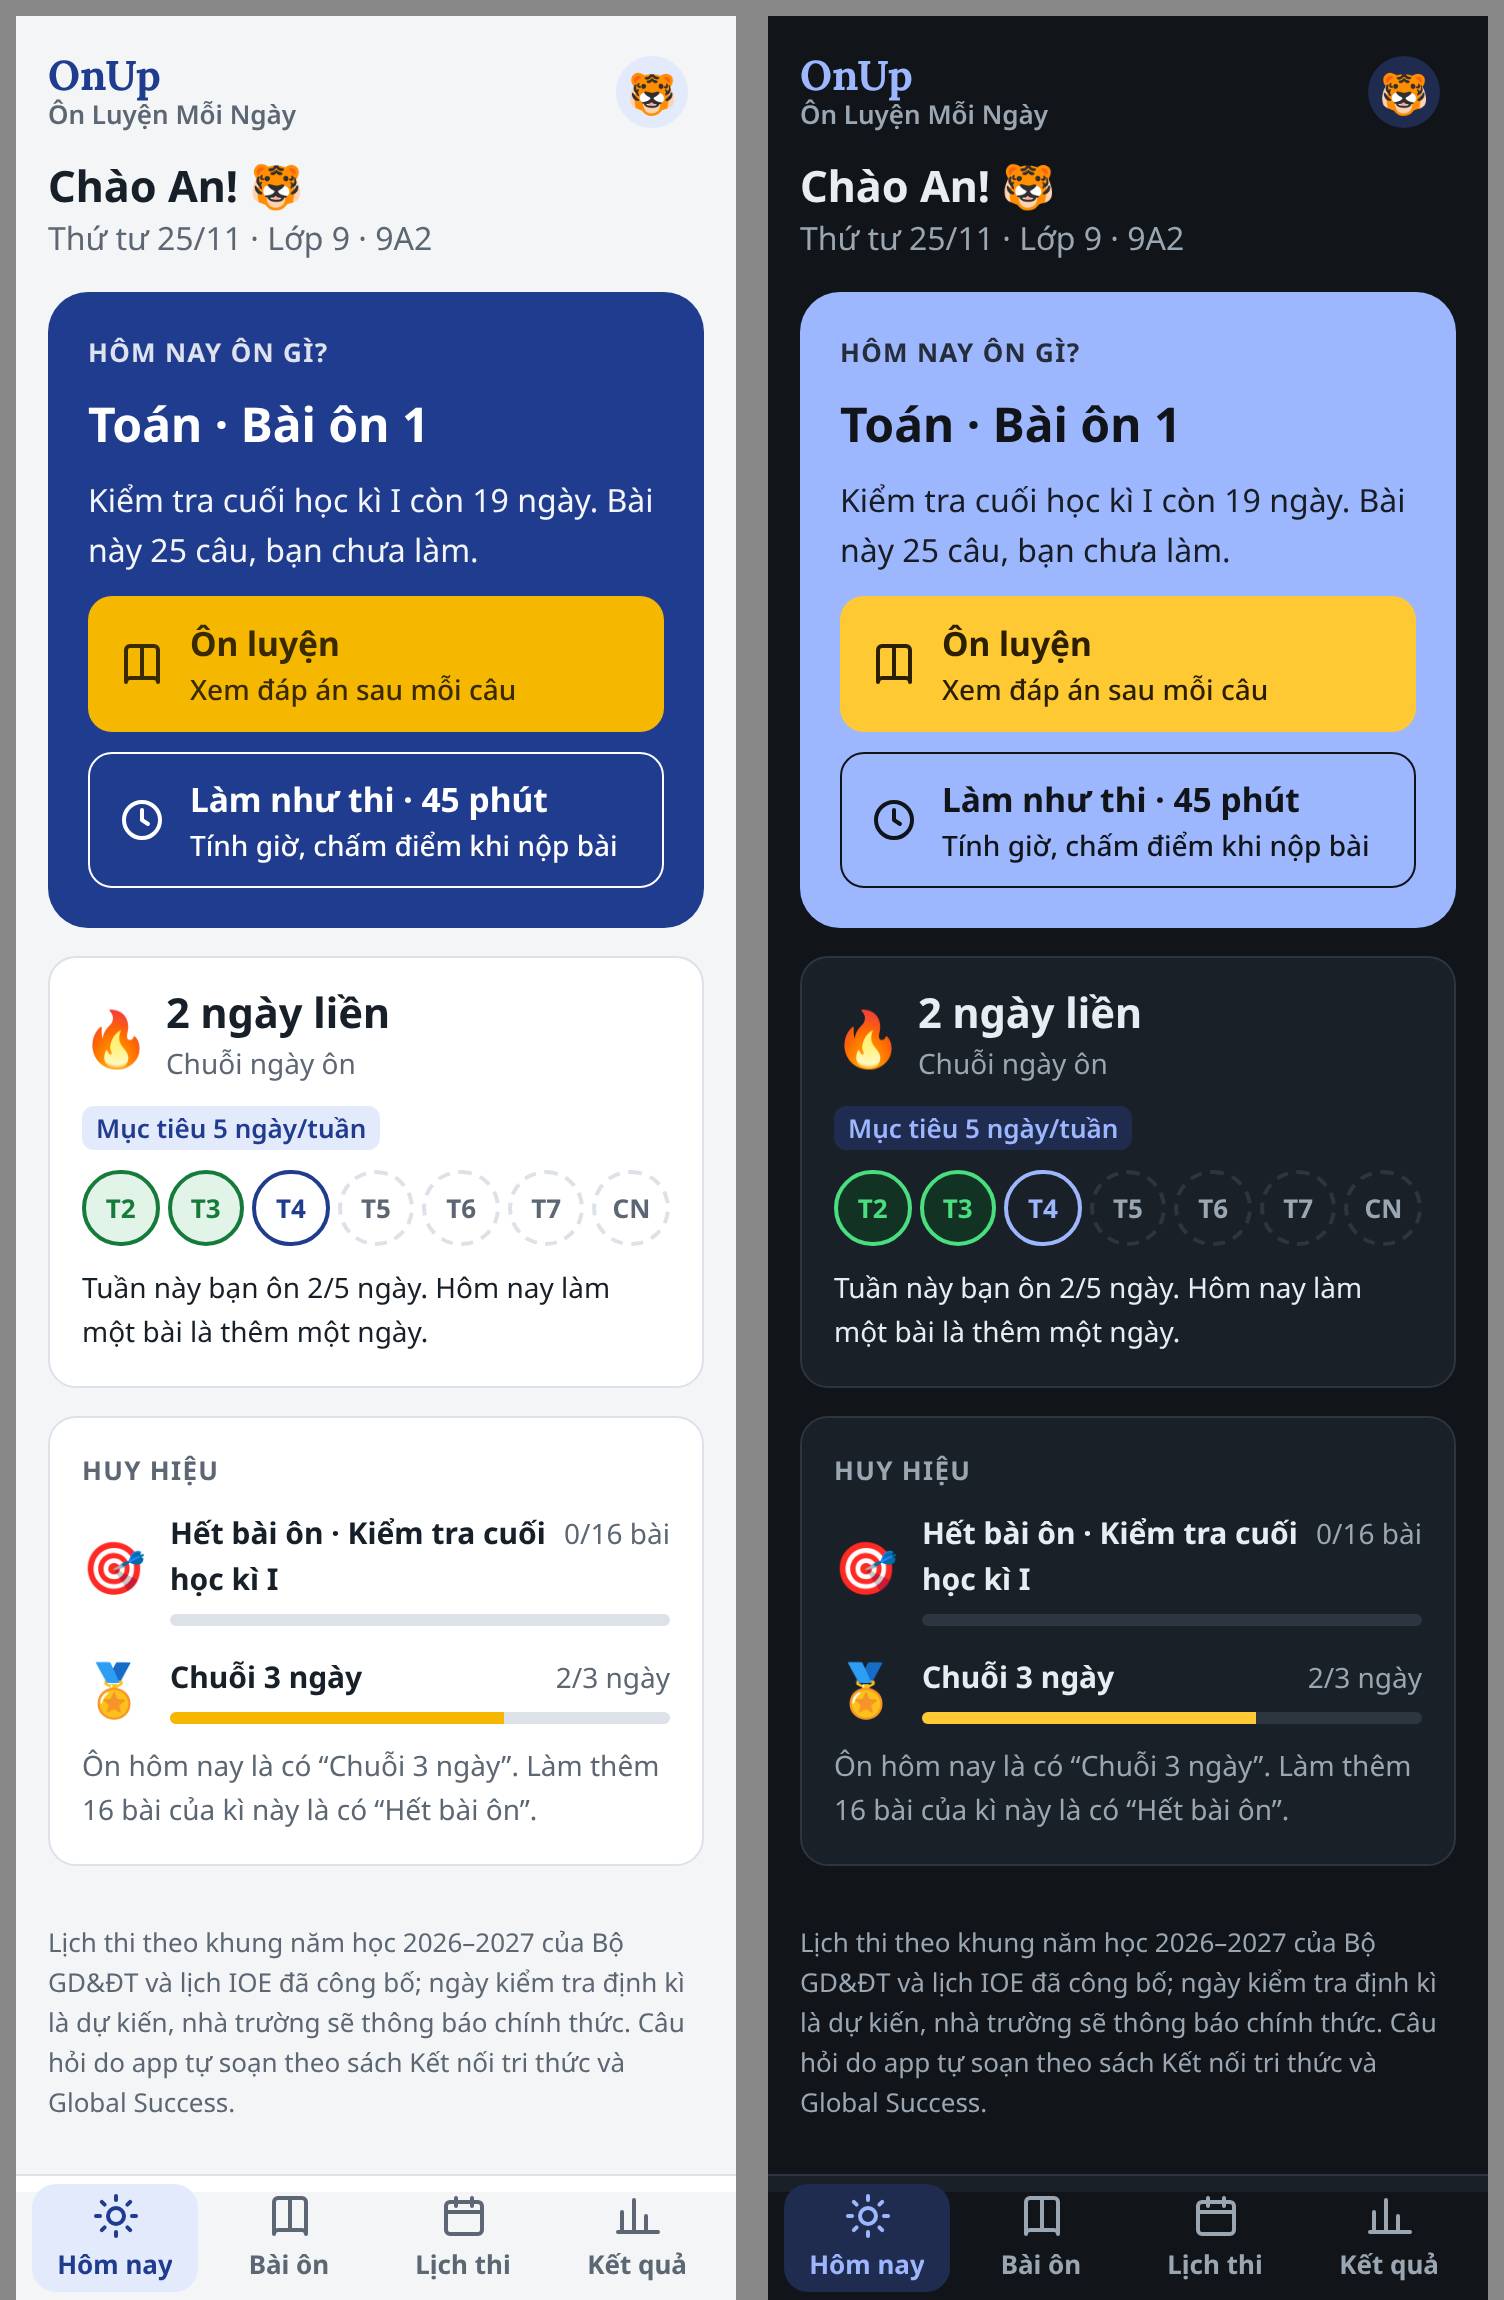 OnUp
Ôn Luyện Mỗi Ngày
Chào An!
Thứ tư 25/11 · Lớp 9 · 9A2
HÔM NAY ÔN GÌ?
Toán · Bài ôn 1
Kiểm tra cuối học kì I còn 19 ngày. Bài
này 25 câu, bạn chưa làm.
Ôn luyện
Xem đáp án sau mỗi câu
Làm như thi · 45 phút
Tính giờ, chấm điểm khi nộp bài
2 ngày liền
Chuỗi ngày ôn
Mục tiêu 5 ngày/tuần
T2 T3 T4 T5 T6 T7 CN
Tuần này bạn ôn 2/5 ngày. Hôm nay làm
một bài là thêm một ngày.
HUY HIỆU
Hết bài ôn · Kiểm tra cuối 0/16 bài
học kì I
Chuỗi 3 ngày 2/3 ngày
Ôn hôm nay là có “Chuỗi 3 ngày”. Làm thêm
16 bài của kì này là có “Hết bài ôn”.
Lịch thi theo khung năm học 2026–2027 của Bộ
GD&ĐT và lịch IOE đã công bố; ngày kiểm tra định kì
là dự kiến, nhà trường sẽ thông báo chính thức. Câu
hỏi do app tự soạn theo sách Kết nối tri thức và
Global Success.
Hôm nay Bài ôn Lịch thi Kết quả
OnUp
Ôn Luyện Mỗi Ngày
Chào An!
Thứ tư 25/11 · Lớp 9 · 9A2
HÔM NAY ÔN GÌ?
Toán · Bài ôn 1
Kiểm tra cuối học kì I còn 19 ngày. Bài
này 25 câu, bạn chưa làm.
Ôn luyện
Xem đáp án sau mỗi câu
Làm như thi · 45 phút
Tính giờ, chấm điểm khi nộp bài
2 ngày liền
Chuỗi ngày ôn
Mục tiêu 5 ngày/tuần
T2 T3 T4 T5 T6 T7 CN
Tuần này bạn ôn 2/5 ngày. Hôm nay làm
một bài là thêm một ngày.
HUY HIỆU
Hết bài ôn · Kiểm tra cuối 0/16 bài
học kì I
Chuỗi 3 ngày 2/3 ngày
Ôn hôm nay là có “Chuỗi 3 ngày”. Làm thêm
16 bài của kì này là có “Hết bài ôn”.
Lịch thi theo khung năm học 2026–2027 của Bộ
GD&ĐT và lịch IOE đã công bố; ngày kiểm tra định kì
là dự kiến, nhà trường sẽ thông báo chính thức. Câu
hỏi do app tự soạn theo sách Kết nối tri thức và
Global Success.
Hôm nay Bài ôn Lịch thi Kết quả